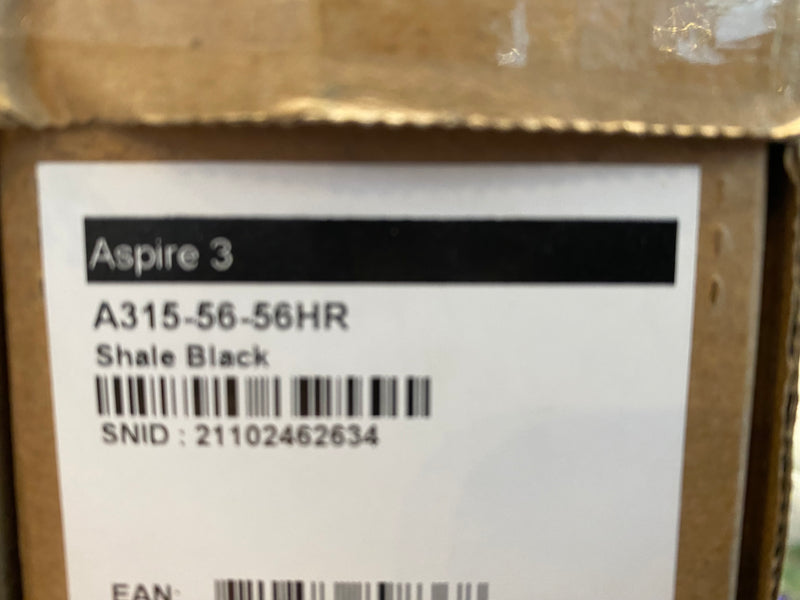 Aspire 3
A315-56-56HR
Shale Black
SNID : 21102462634
EAN: